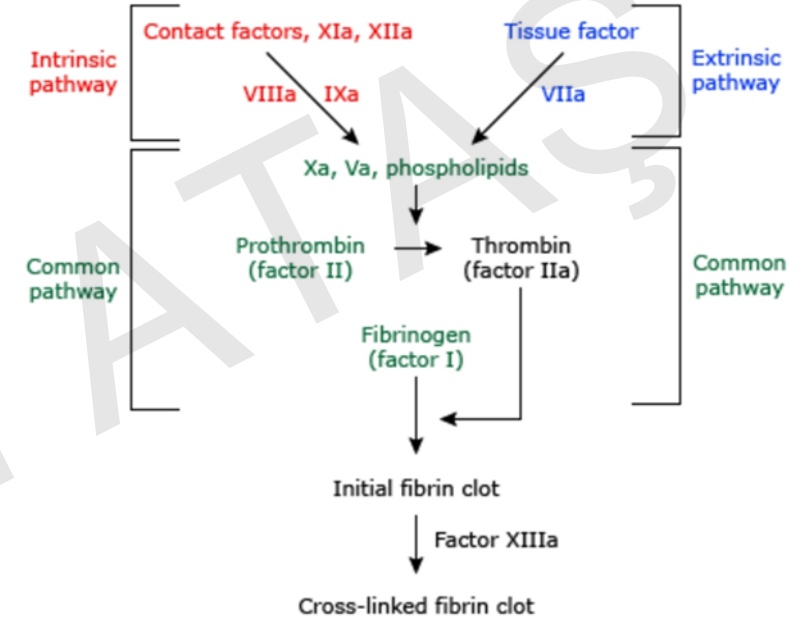 Contact factors, XIa, XIIa
Tissue factor
Intrinsic
pathway
Extrinsic
pathway
VIIIa IXa
VIIa
Xa, Va, phospholipids
Prothrombin
(factor II)
Thrombin
(factor IIa)
Common
pathway
Common
pathway
Fibrinogen
(factor I)
Initial fibrin clot
Factor XIIIa
Cross-linked fibrin clot
ATAŞ